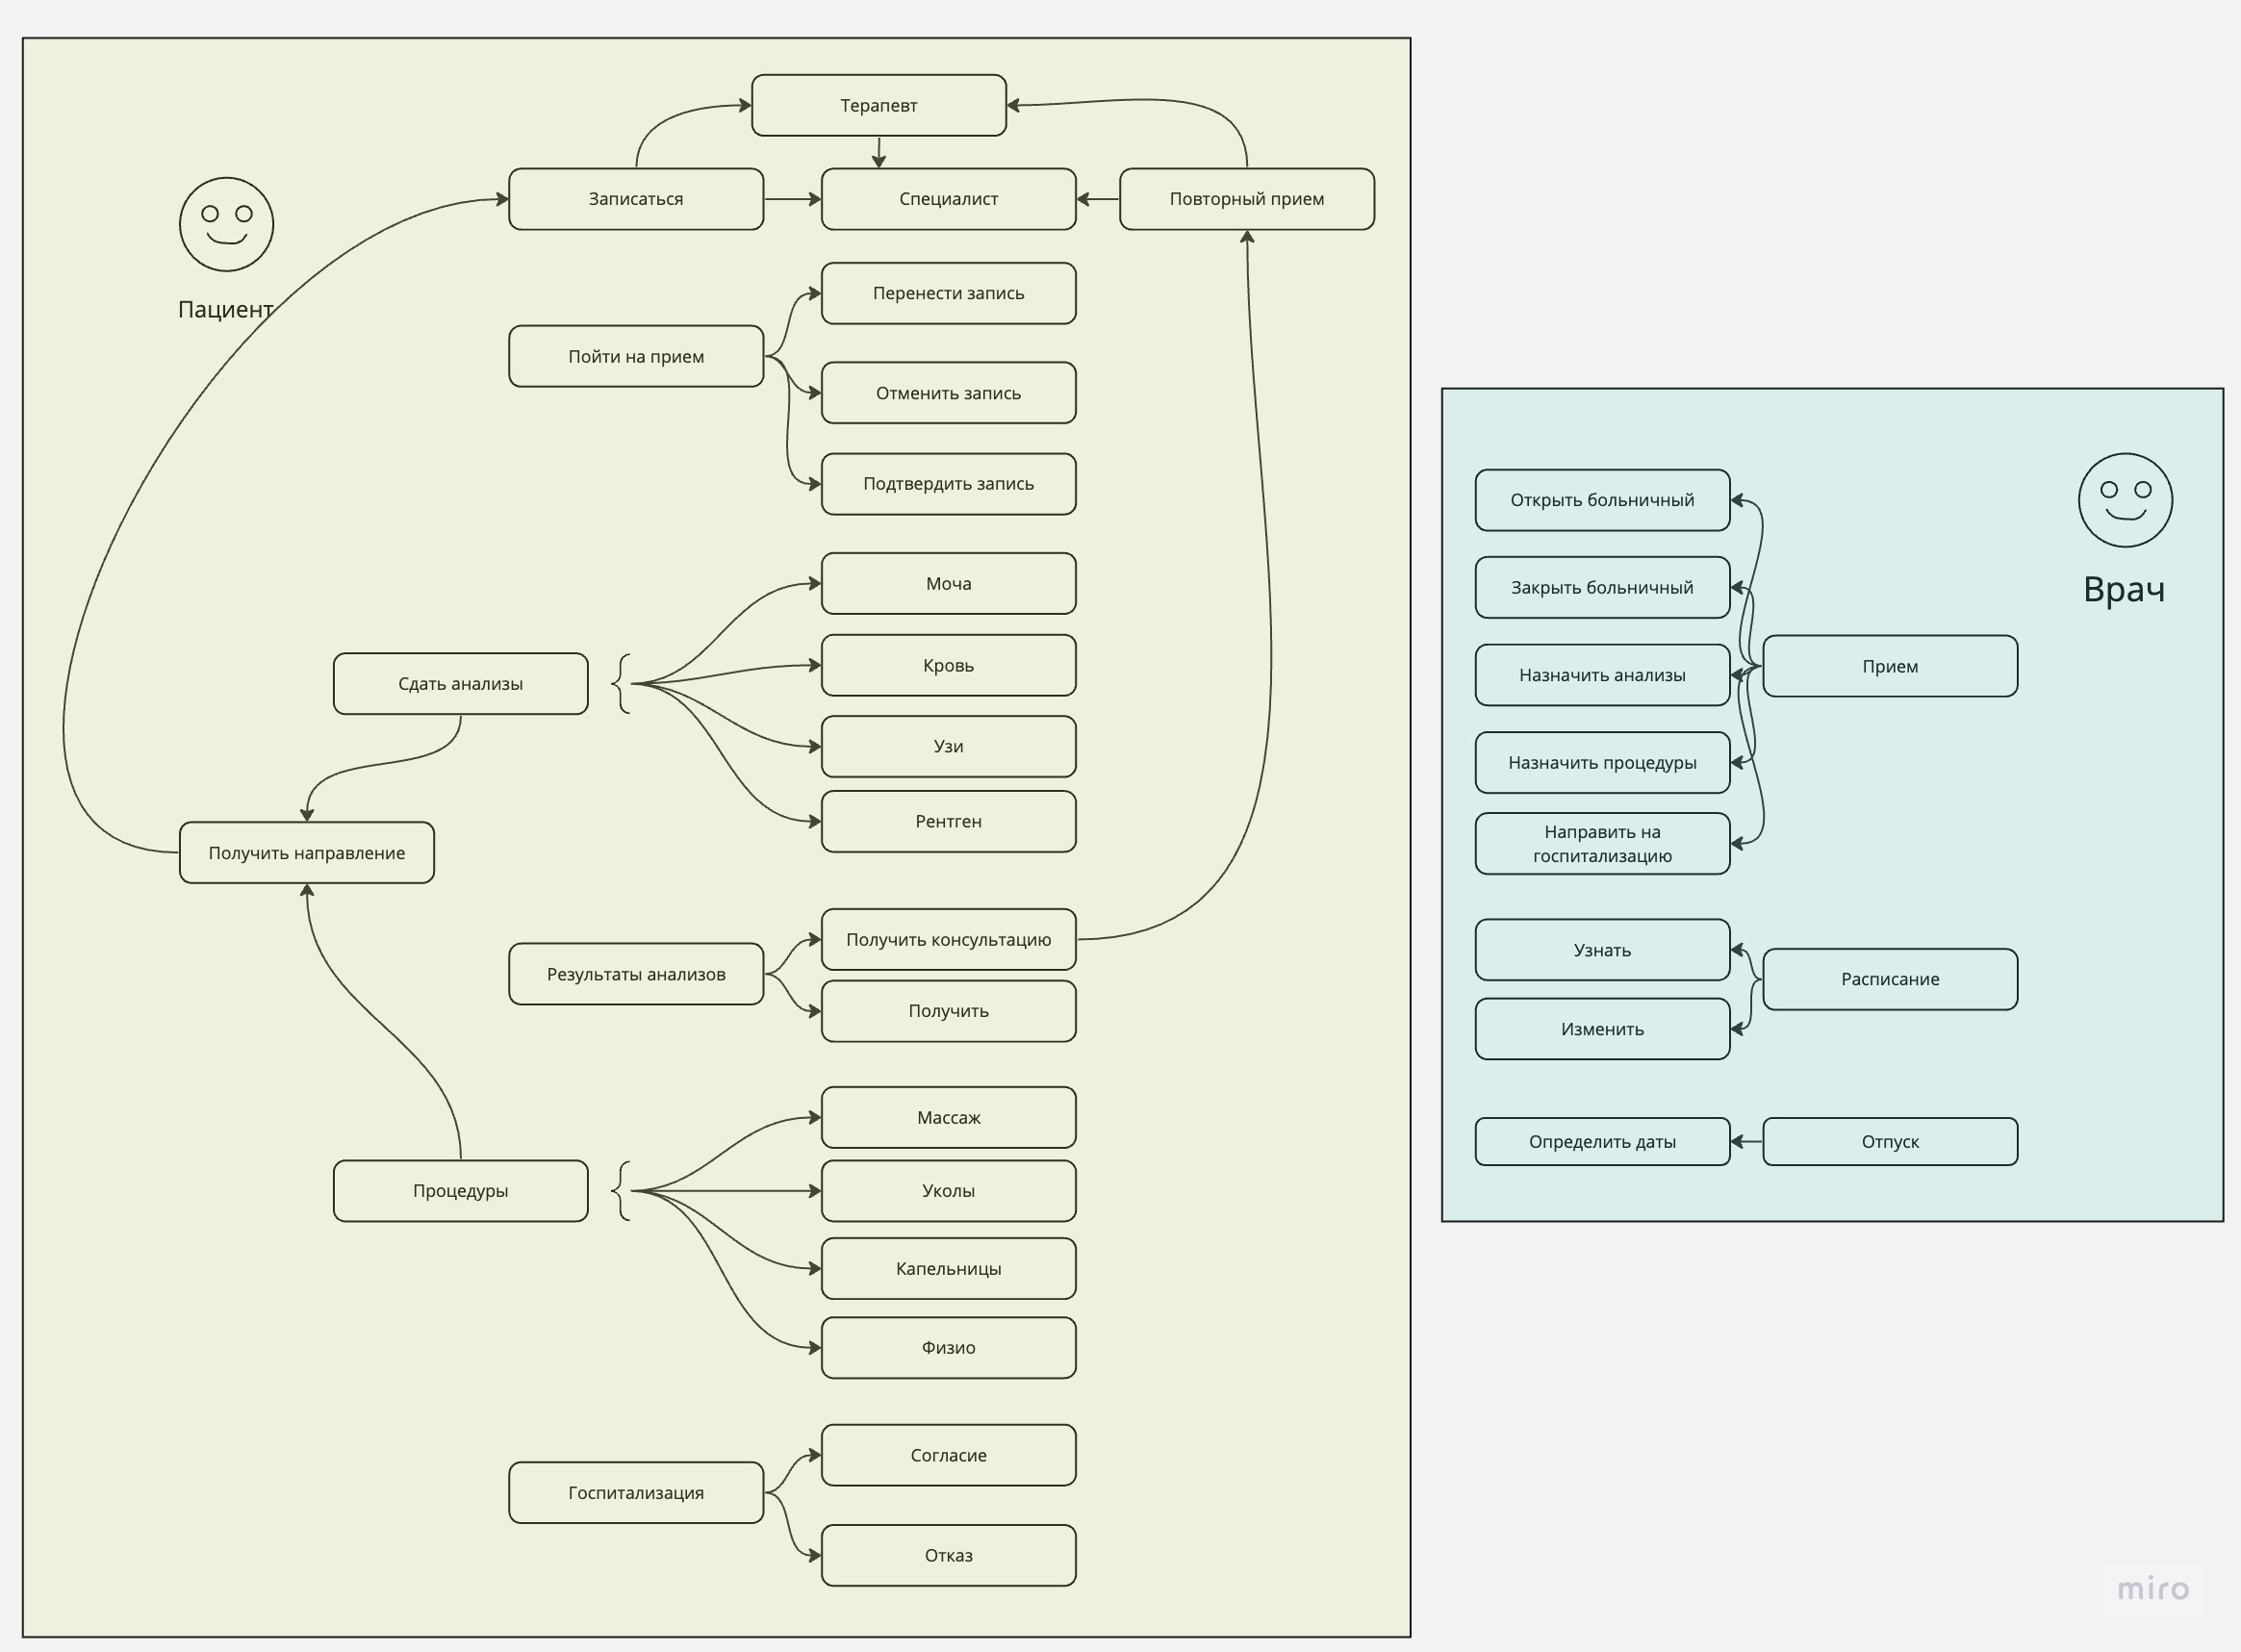 Терапевт
Записаться
Специалист
Повторный прием
Пациент
Перенести запись
Пойти на прием
Отменить запись
Подтвердить запись
Моча
Сдать анализы
Кровь
Узи
Рентген
Получить направление
Получить консультацию
Результаты анализов
Получить
Массаж
Процедуры
Уколы
Капельницы
Физио
Согласие
Госпитализация
Отказ
Врач
Открыть больничный
Закрыть больничный
Прием
Назначить анализы
Назначить процедуры
Направить на
госпитализацию
Узнать
Расписание
Изменить
Определить даты
Отпуск
miro